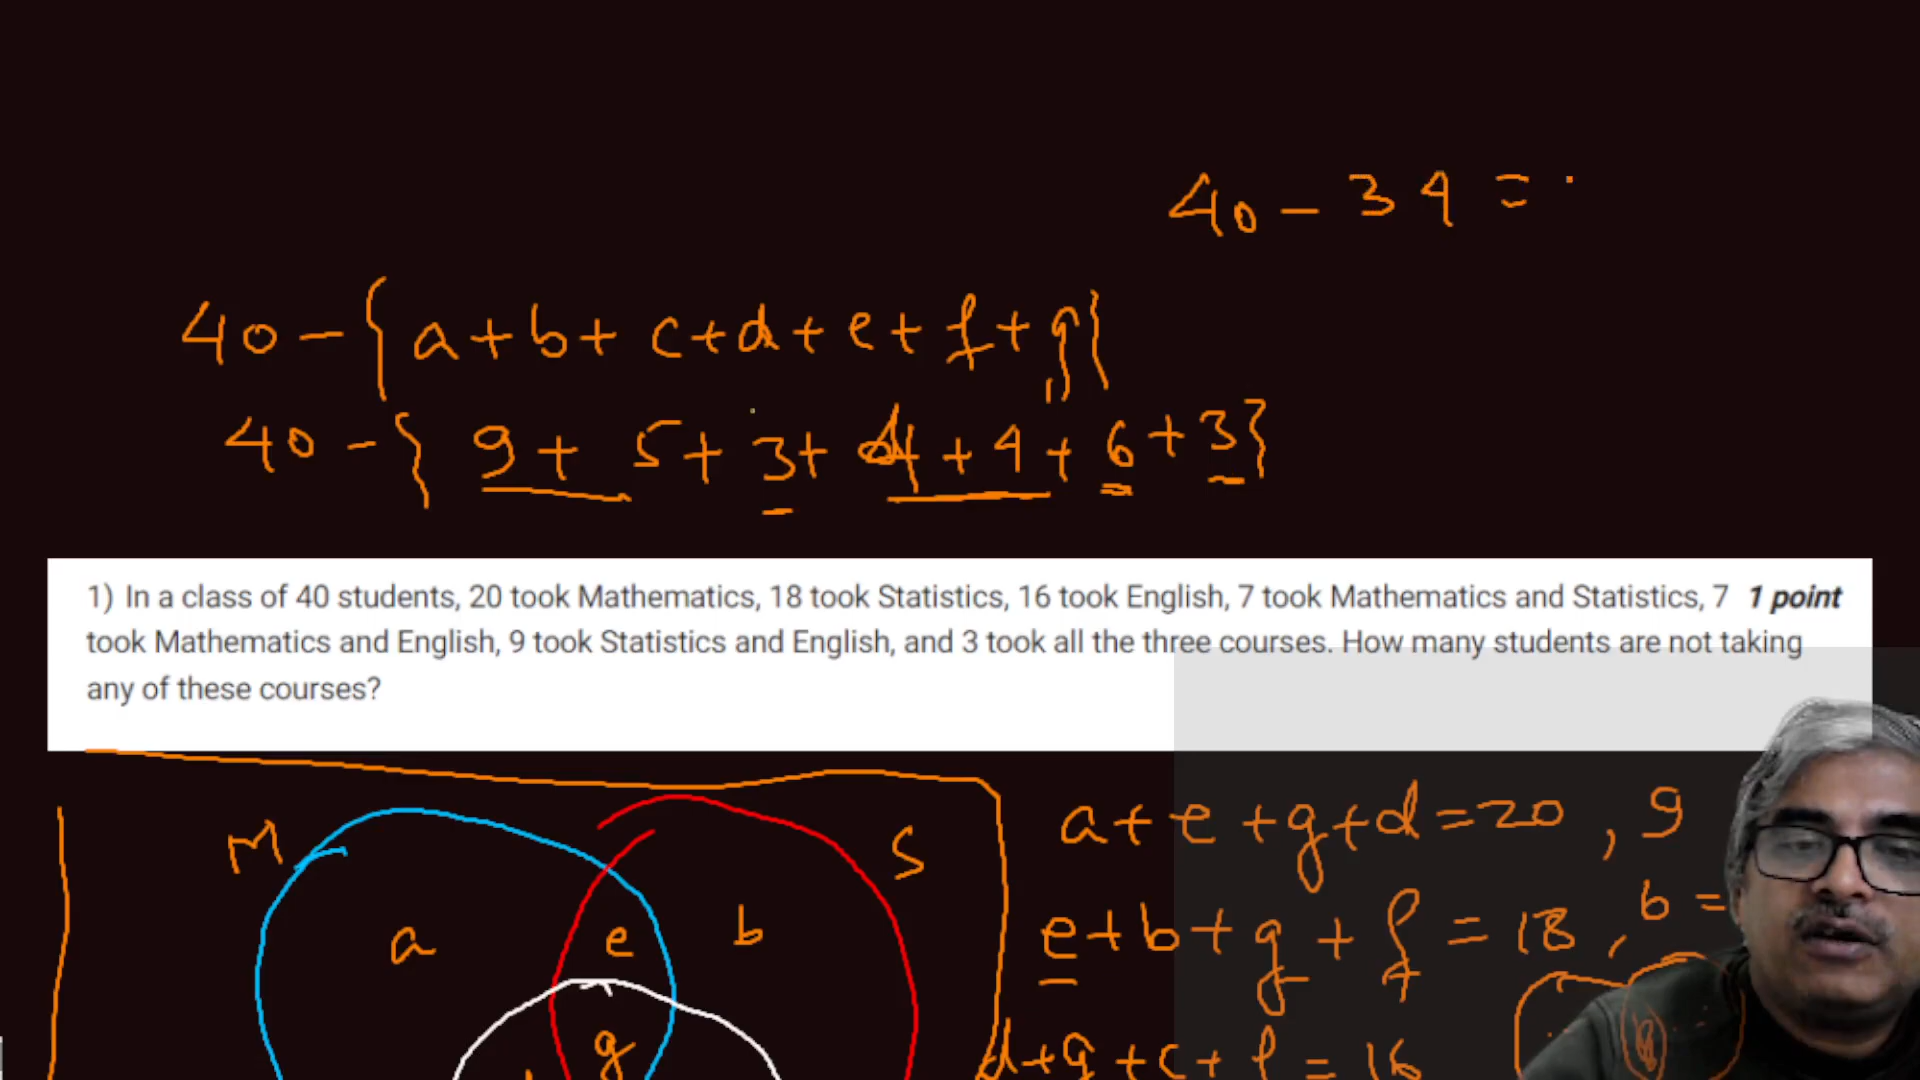 40 - 34 =
40 - { a + b + c + d + e + f + g }
40 - { 9 + 5 + 3 + 4 + 4 + 6 + 3 }
1) In a class of 40 students, 20 took Mathematics, 18 took Statistics, 16 took English, 7 took Mathematics and Statistics, 7 1 point
took Mathematics and English, 9 took Statistics and English, and 3 took all the three courses. How many students are not taking
any of these courses?
M
S
a
e
b
g
a + e + g + d = 20 , 9
e + b + g + f = 18 , b =
d + g + c + f = 16